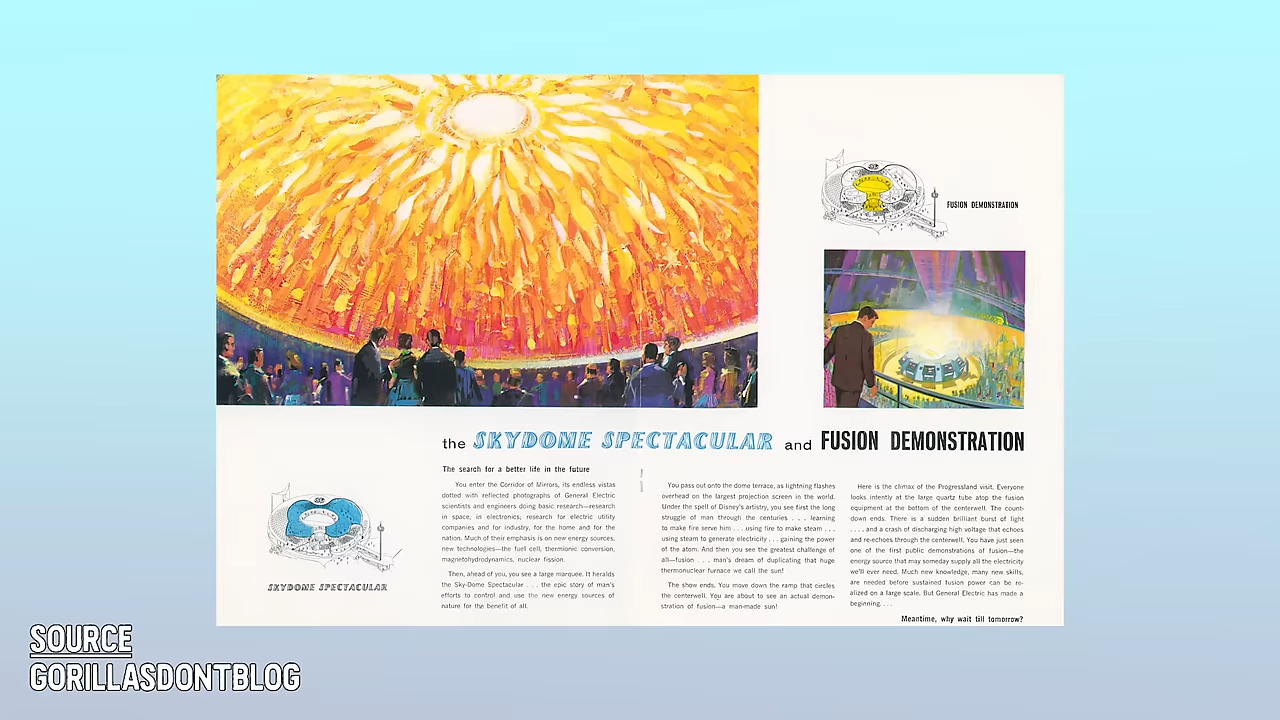 FUSION DEMONSTRATION
the SKYDOME SPECTACULAR and FUSION DEMONSTRATION
The search for a better life in the future
You enter the Corridor of Mirrors, its endless vistas
dotted with reflected photographs of General Electric
scientists and engineers doing basic research—research
in space, in electronics; research for electric utility
companies and for industry, for the home and for the
nation. Much of their emphasis is on new energy sources,
new technologies—the fuel cell, thermionic conversion,
magnetohydrodynamics, nuclear fission.
Then, ahead of you, you see a large marquee. It heralds
the Sky-Dome Spectacular . . . the epic story of man's
efforts to control and use the new energy sources of
nature for the benefit of all.
You pass out onto the dome terrace, as lightning flashes
overhead on the largest projection screen in the world.
Under the spell of Disney's artistry, you see first the long
struggle of man through the centuries . . . learning
to make fire serve him . . . using fire to make steam . . .
using steam to generate electricity . . . gaining the power
of the atom. And then you see the greatest challenge of
all—fusion . . . man's dream of duplicating that huge
thermonuclear furnace we call the sun!
The show ends. You move down the ramp that circles
the centerwell. You are about to see an actual demon-
stration of fusion—a man-made sun!
Here is the climax of the Progressland visit. Everyone
looks intently at the large quartz tube atop the fusion
equipment at the bottom of the centerwell. The count-
down ends. There is a sudden brilliant burst of light
. . . . and a crash of discharging high voltage that echoes
and re-echoes through the centerwell. You have just seen
one of the first public demonstrations of fusion—the
energy source that may someday supply all the electricity
we'll ever need. Much new knowledge, many new skills,
are needed before sustained fusion power can be re-
alized on a large scale. But General Electric has made a
beginning. . . .
Meantime, why wait till tomorrow?
SKYDOME SPECTACULAR
SOURCE
GORILLASDONTBLOG